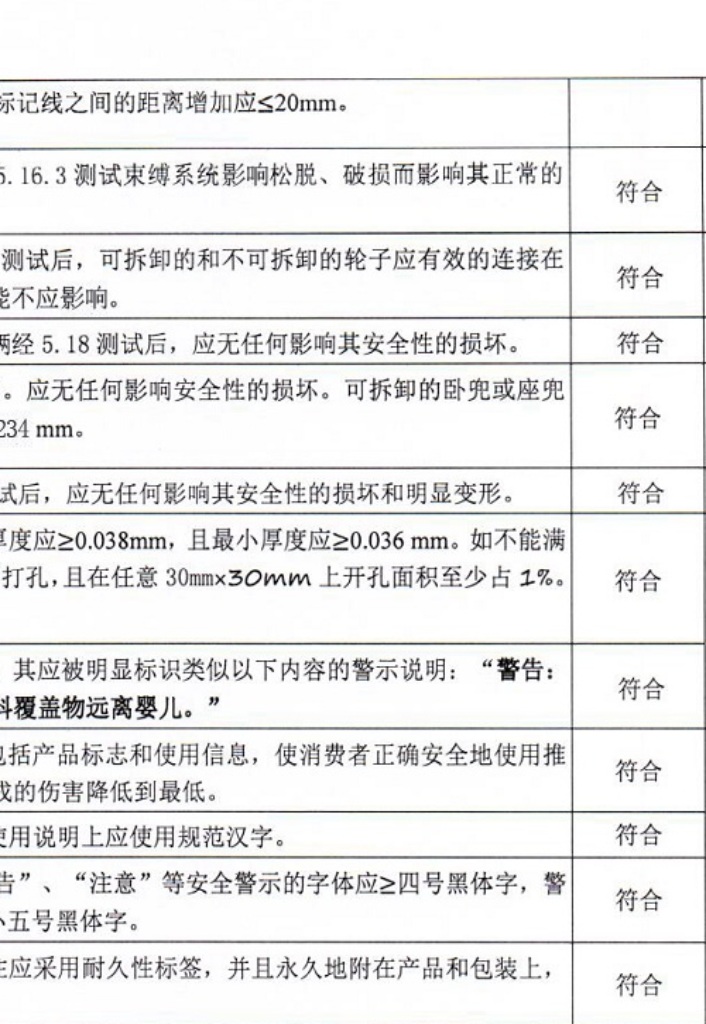 标记线之间的距离增加应≤20mm。
5.16.3 测试束缚系统影响松脱、破损而影响其正常的
符合
测试后，可拆卸的和不可拆卸的轮子应有效的连接在
能不应影响。
符合
辆经 5.18 测试后，应无任何影响其安全性的损坏。
符合
。应无任何影响安全性的损坏。可拆卸的卧兜或座兜
234 mm。
符合
试后，应无任何影响其安全性的损坏和明显变形。
符合
厚度应≥0.038mm，且最小厚度应≥0.036 mm。如不能满
打孔，且在任意 30mm×30mm 上开孔面积至少占 1%。
符合
其应被明显标识类似以下内容的警示说明：“警告：
料覆盖物远离婴儿。”
符合
包括产品标志和使用信息，使消费者正确安全地使用推
成的伤害降低到最低。
符合
使用说明上应使用规范汉字。
符合
告”、“注意”等安全警示的字体应≥四号黑体字，警
小五号黑体字。
符合
应采用耐久性标签，并且永久地附在产品和包装上，
符合